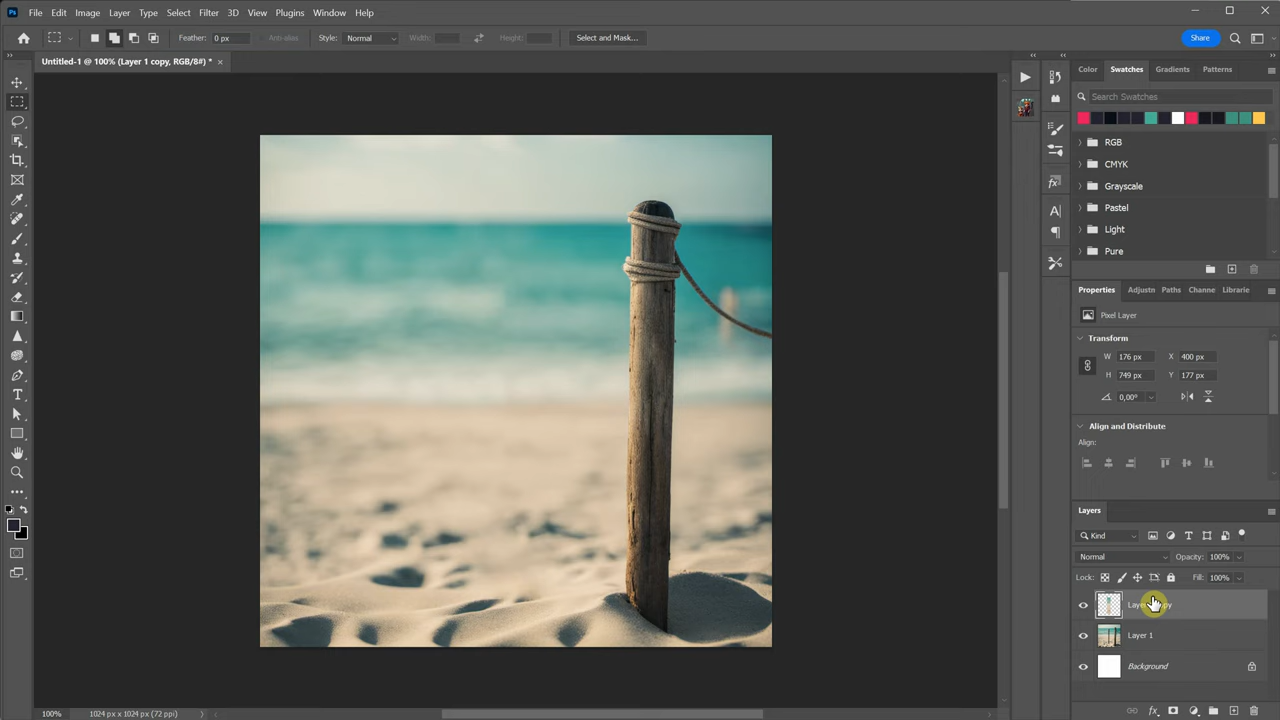 Ps File Edit Image Layer Type Select Filter 3D View Plugins Window Help
Feather: 0 px Anti-alias Style: Normal Width: Height: Select and Mask... Share
Untitled-1 @ 100% (Layer 1 copy, RGB/8#) * ×
Color Swatches Gradients Patterns
Search Swatches
RGB
CMYK
Grayscale
Pastel
Light
Pure
Properties Adjustn Paths Channe Librarie
Pixel Layer
Transform
W 176 px X 400 px
H 749 px Y 177 px
0,00°
Align and Distribute
Align:
Layers
Kind
Normal Opacity: 100%
Lock: Fill: 100%
Layer 1
Background
100% 1024 px x 1024 px (72 ppi)